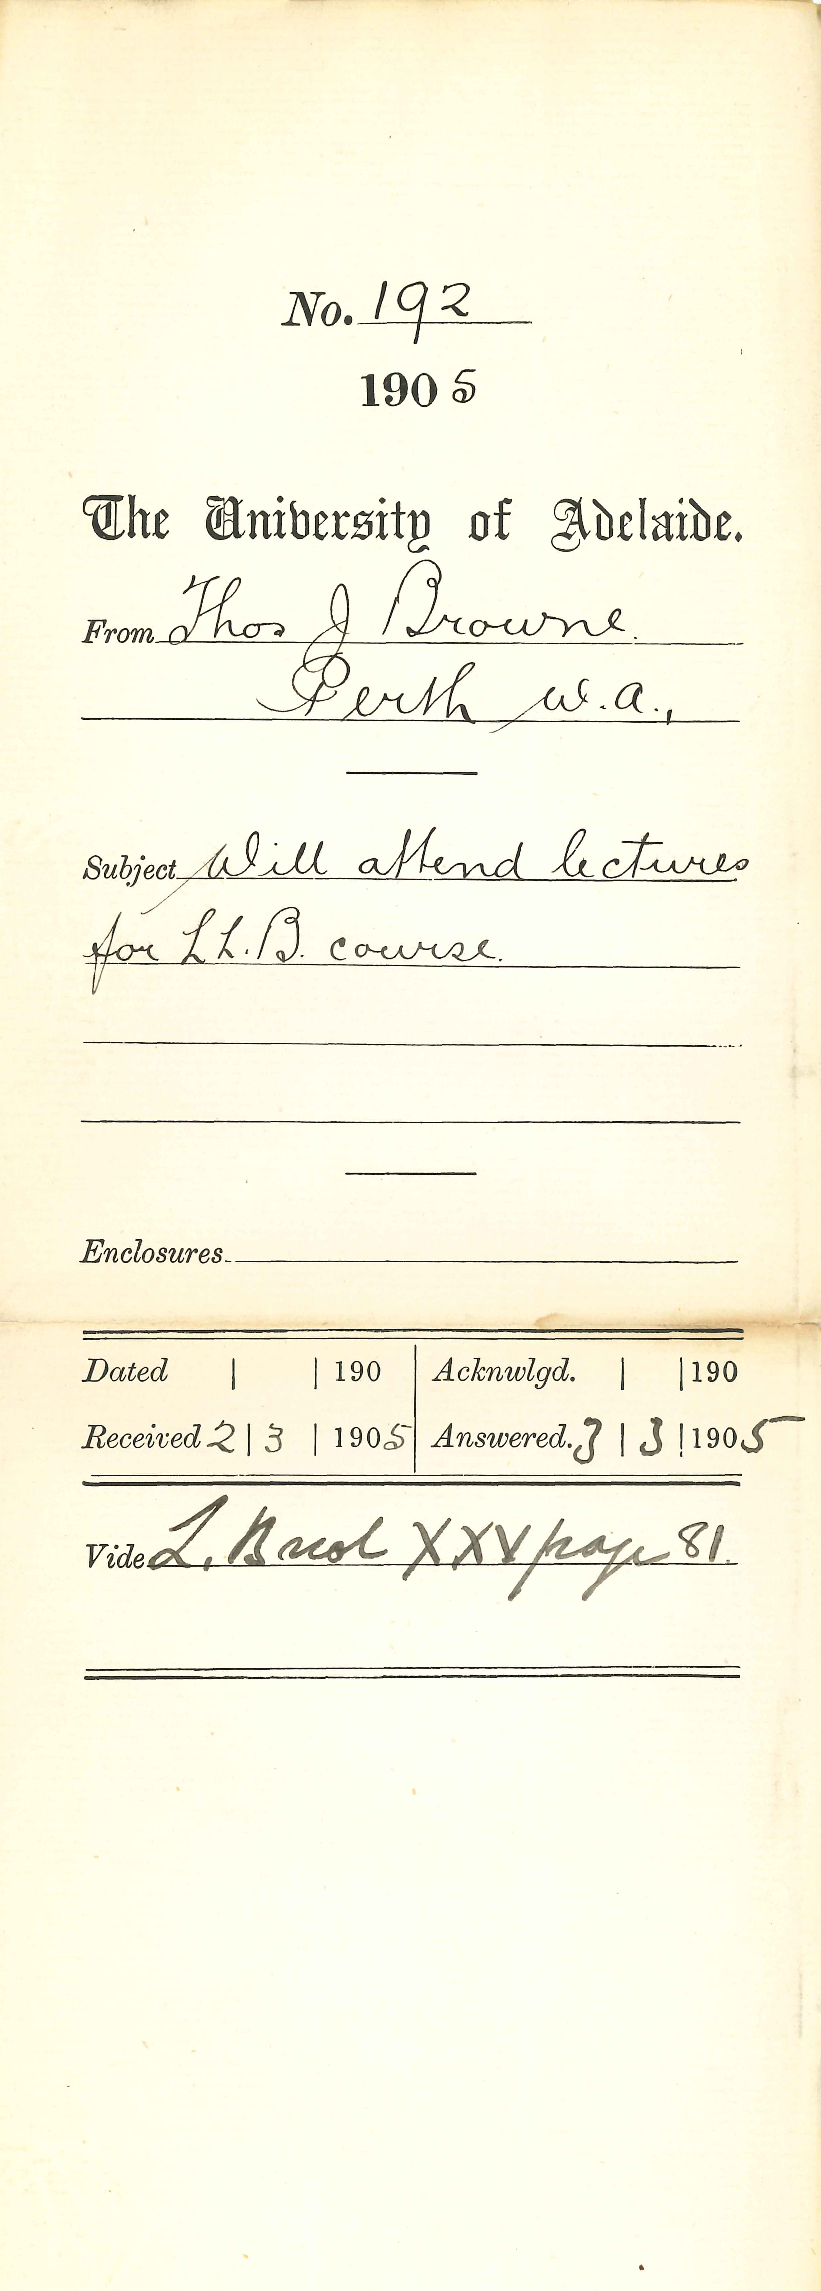 No. 192
1905
The University of Adelaide.
From Thos J Browne.
Perth W.A.,
Subject Will attend lectures
for LL.B. course.
Enclosures
Dated | | 190 Acknwlgd. | | 190
Received 2 | 3 | 1905 Answered. 3 | 3 | 1905
Vide L. Book XXV page 81.